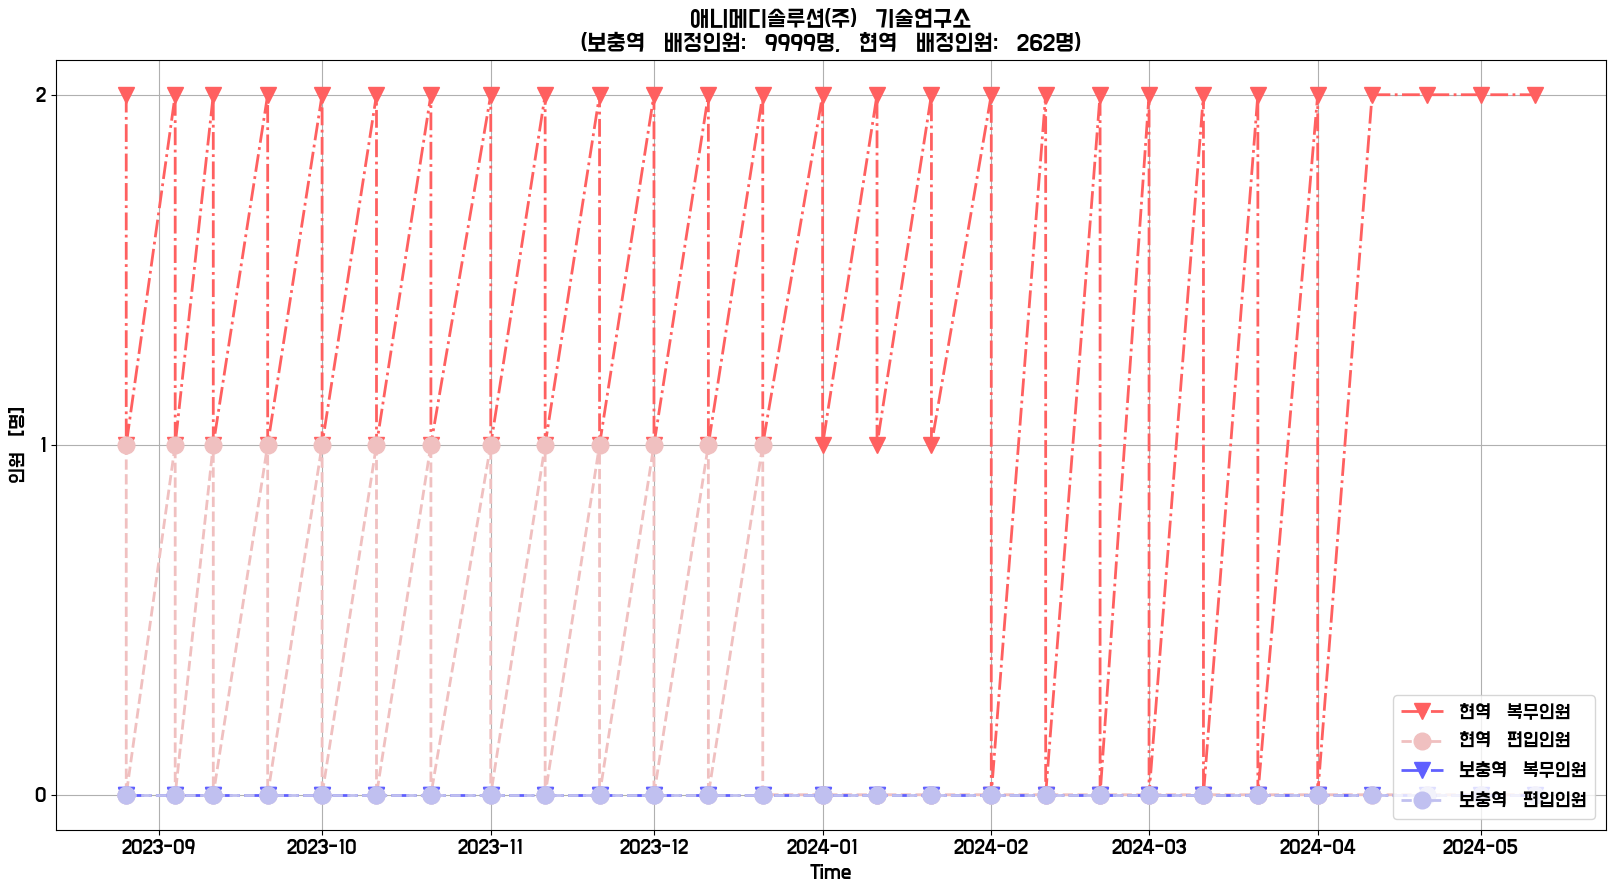 애니메디솔루션(주) 기술연구소
(보충역 배정인원: 9999명, 현역 배정인원: 262명)
2
1
0
인원 [명]
현역 복무인원
현역 편입인원
보충역 복무인원
보충역 편입인원
2023-09 2023-10 2023-11 2023-12 2024-01 2024-02 2024-03 2024-04 2024-05
Time